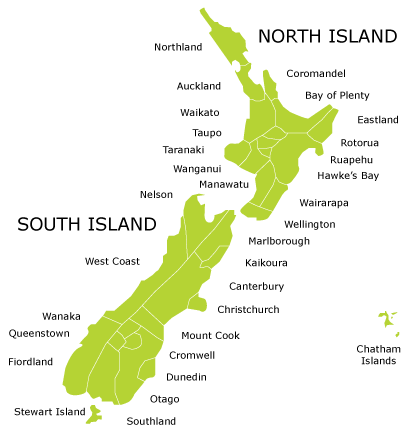 NORTH ISLAND
Northland
Coromandel
Auckland
Bay of Plenty
Waikato
Eastland
Taupo
Rotorua
Taranaki
Ruapehu
Wanganui
Hawke's Bay
Manawatu
Nelson
Wairarapa
SOUTH ISLAND
Wellington
Marlborough
West Coast
Kaikoura
Canterbury
Christchurch
Wanaka
Queenstown
Mount Cook
Fiordland
Cromwell
Chatham
Islands
Dunedin
Otago
Stewart Island
Southland